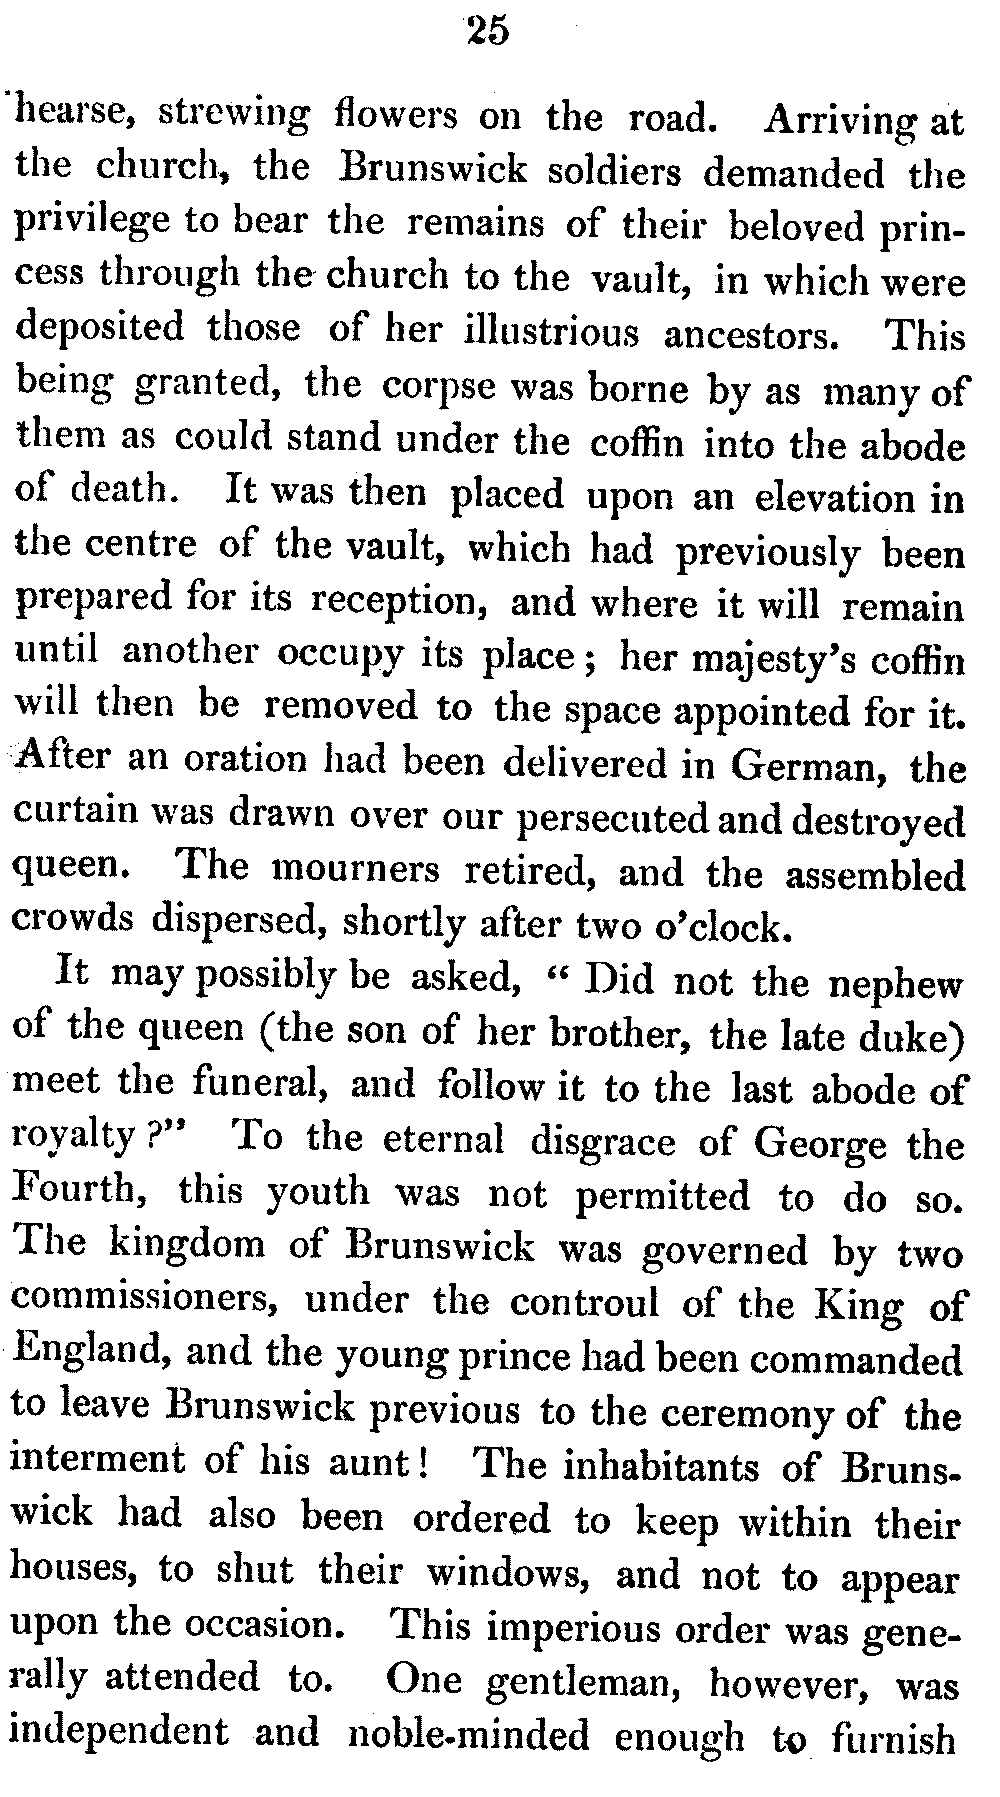 25
hearse, strewing flowers on the road. Arriving at
the church, the Brunswick soldiers demanded the
privilege to bear the remains of their beloved prin-
cess through the church to the vault, in which were
deposited those of her illustrious ancestors. This
being granted, the corpse was borne by as many of
them as could stand under the coffin into the abode
of death. It was then placed upon an elevation in
the centre of the vault, which had previously been
prepared for its reception, and where it will remain
until another occupy its place; her majesty's coffin
will then be removed to the space appointed for it.
After an oration had been delivered in German, the
curtain was drawn over our persecuted and destroyed
queen. The mourners retired, and the assembled
crowds dispersed, shortly after two o'clock.
It may possibly be asked, " Did not the nephew
of the queen (the son of her brother, the late duke)
meet the funeral, and follow it to the last abode of
royalty?" To the eternal disgrace of George the
Fourth, this youth was not permitted to do so.
The kingdom of Brunswick was governed by two
commissioners, under the controul of the King of
England, and the young prince had been commanded
to leave Brunswick previous to the ceremony of the
interment of his aunt! The inhabitants of Bruns-
wick had also been ordered to keep within their
houses, to shut their windows, and not to appear
upon the occasion. This imperious order was gene-
rally attended to. One gentleman, however, was
independent and noble-minded enough to furnish